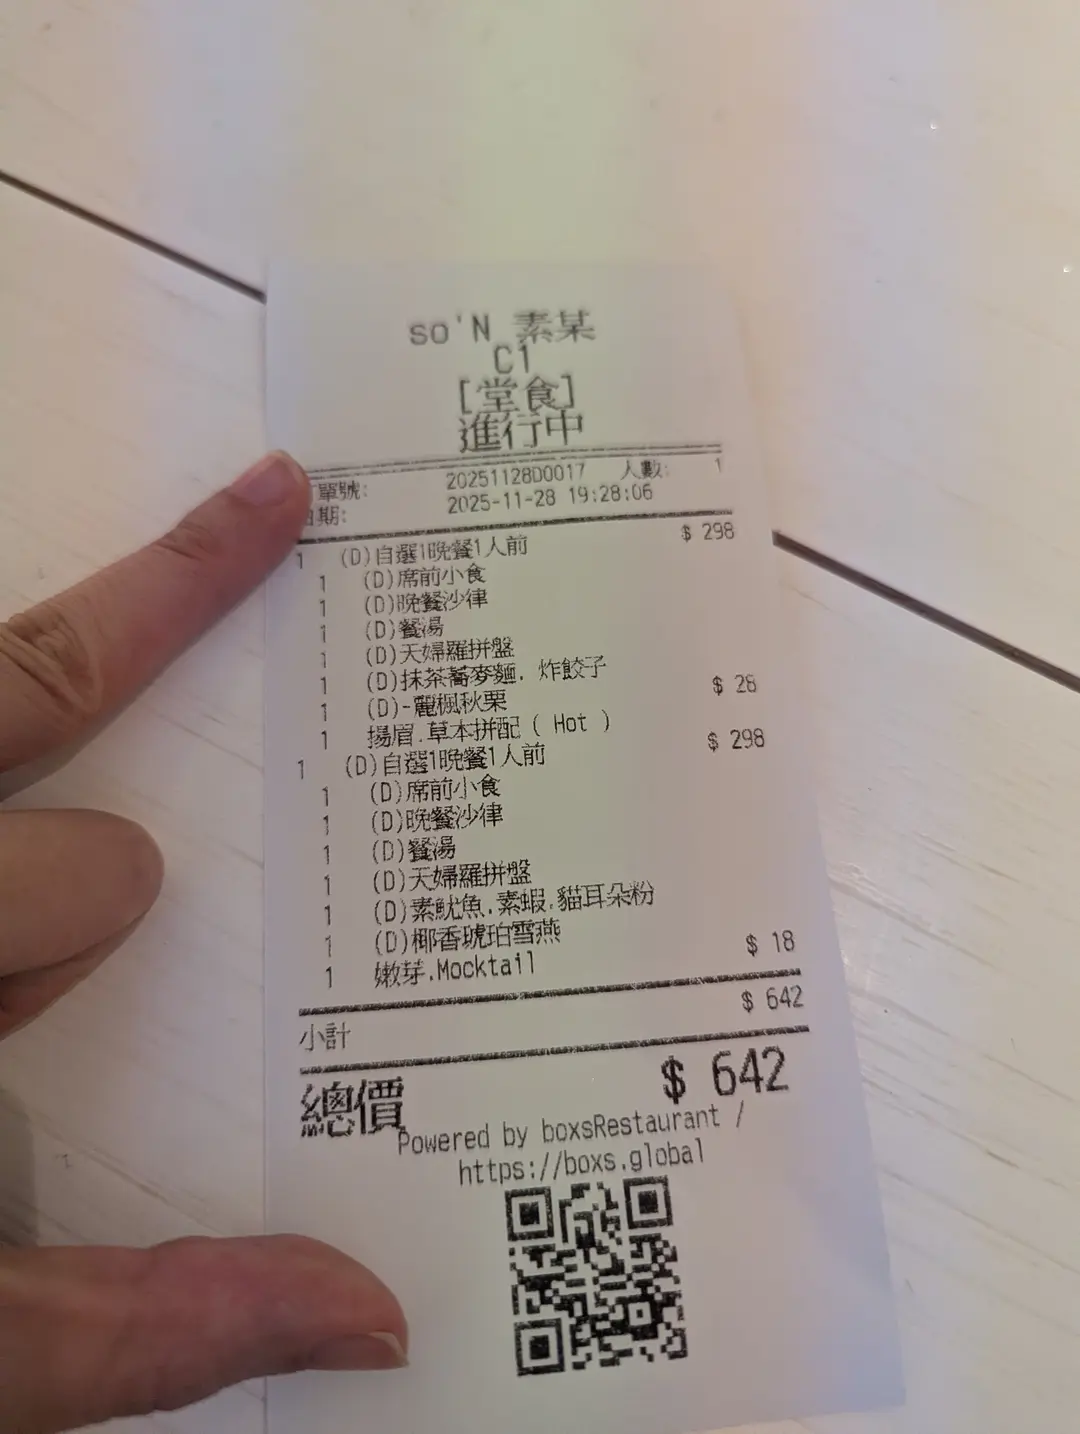 so'N 素某
C1
[堂食]
進行中
單號: 20251128D0017 人數: 1
日期: 2025-11-28 19:28:06
1 (D)自選1晚餐1人前 $ 298
1 (D)席前小食
1 (D)晚餐沙律
1 (D)餐湯
1 (D)天婦羅拼盤
1 (D)抹茶蕎麥麵. 炸餃子
1 (D)-麗楓秋栗 $ 28
1 揚眉.草本拼配 ( Hot )
1 (D)自選1晚餐1人前 $ 298
1 (D)席前小食
1 (D)晚餐沙律
1 (D)餐湯
1 (D)天婦羅拼盤
1 (D)素魷魚.素蝦.貓耳朵粉
1 (D)椰香琥珀雪燕
1 嫩芽.Mocktail $ 18
小計 $ 642
總價 $ 642
Powered by boxsRestaurant /
https://boxs.global